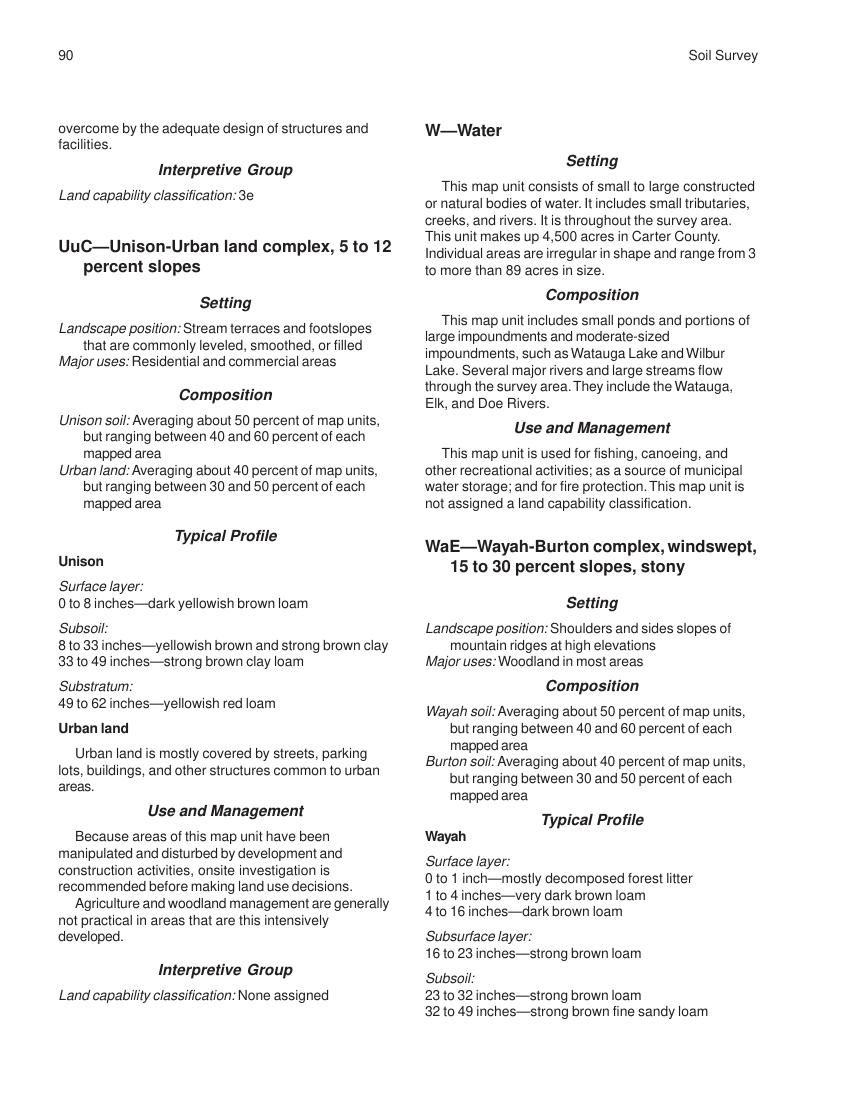 90
Soil Survey
overcome by the adequate design of structures and
facilities.
Interpretive Group
Land capability classification: 3e
UuC—Unison-Urban land complex, 5 to 12
percent slopes
Setting
Landscape position: Stream terraces and footslopes
that are commonly leveled, smoothed, or filled
Major uses: Residential and commercial areas
Composition
Unison soil: Averaging about 50 percent of map units,
but ranging between 40 and 60 percent of each
mapped area
Urban land: Averaging about 40 percent of map units,
but ranging between 30 and 50 percent of each
mapped area
Typical Profile
Unison
Surface layer:
0 to 8 inches—dark yellowish brown loam
Subsoil:
8 to 33 inches—yellowish brown and strong brown clay
33 to 49 inches—strong brown clay loam
Substratum:
49 to 62 inches—yellowish red loam
Urban land
Urban land is mostly covered by streets, parking
lots, buildings, and other structures common to urban
areas.
Use and Management
Because areas of this map unit have been
manipulated and disturbed by development and
construction activities, onsite investigation is
recommended before making land use decisions.
Agriculture and woodland management are generally
not practical in areas that are this intensively
developed.
Interpretive Group
Land capability classification: None assigned
W—Water
Setting
This map unit consists of small to large constructed
or natural bodies of water. It includes small tributaries,
creeks, and rivers. It is throughout the survey area.
This unit makes up 4,500 acres in Carter County.
Individual areas are irregular in shape and range from 3
to more than 89 acres in size.
Composition
This map unit includes small ponds and portions of
large impoundments and moderate-sized
impoundments, such as Watauga Lake and Wilbur
Lake. Several major rivers and large streams flow
through the survey area. They include the Watauga,
Elk, and Doe Rivers.
Use and Management
This map unit is used for fishing, canoeing, and
other recreational activities; as a source of municipal
water storage; and for fire protection. This map unit is
not assigned a land capability classification.
WaE—Wayah-Burton complex, windswept,
15 to 30 percent slopes, stony
Setting
Landscape position: Shoulders and sides slopes of
mountain ridges at high elevations
Major uses: Woodland in most areas
Composition
Wayah soil: Averaging about 50 percent of map units,
but ranging between 40 and 60 percent of each
mapped area
Burton soil: Averaging about 40 percent of map units,
but ranging between 30 and 50 percent of each
mapped area
Typical Profile
Wayah
Surface layer:
0 to 1 inch—mostly decomposed forest litter
1 to 4 inches—very dark brown loam
4 to 16 inches—dark brown loam
Subsurface layer:
16 to 23 inches—strong brown loam
Subsoil:
23 to 32 inches—strong brown loam
32 to 49 inches—strong brown fine sandy loam